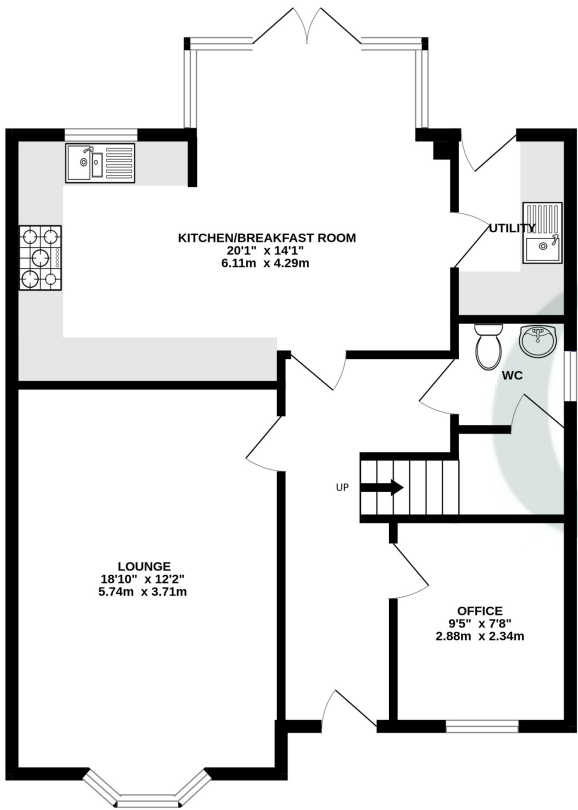 KITCHEN/BREAKFAST ROOM
20'1" x 14'1"
6.11m x 4.29m
UTILITY
WC
UP
LOUNGE
18'10" x 12'2"
5.74m x 3.71m
OFFICE
9'5" x 7'8"
2.88m x 2.34m